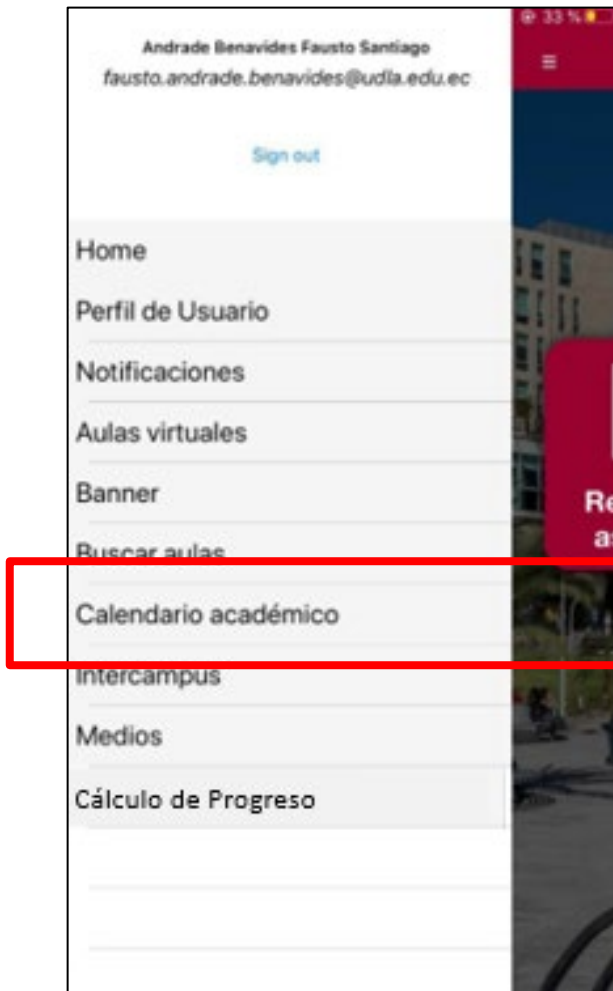 33 %
Andrade Benavides Fausto Santiago
fausto.andrade.benavides@udla.edu.ec
Sign out
Home
Perfil de Usuario
Notificaciones
Aulas virtuales
Banner
Buscar aulas
Calendario académico
Intercampus
Medios
Cálculo de Progreso